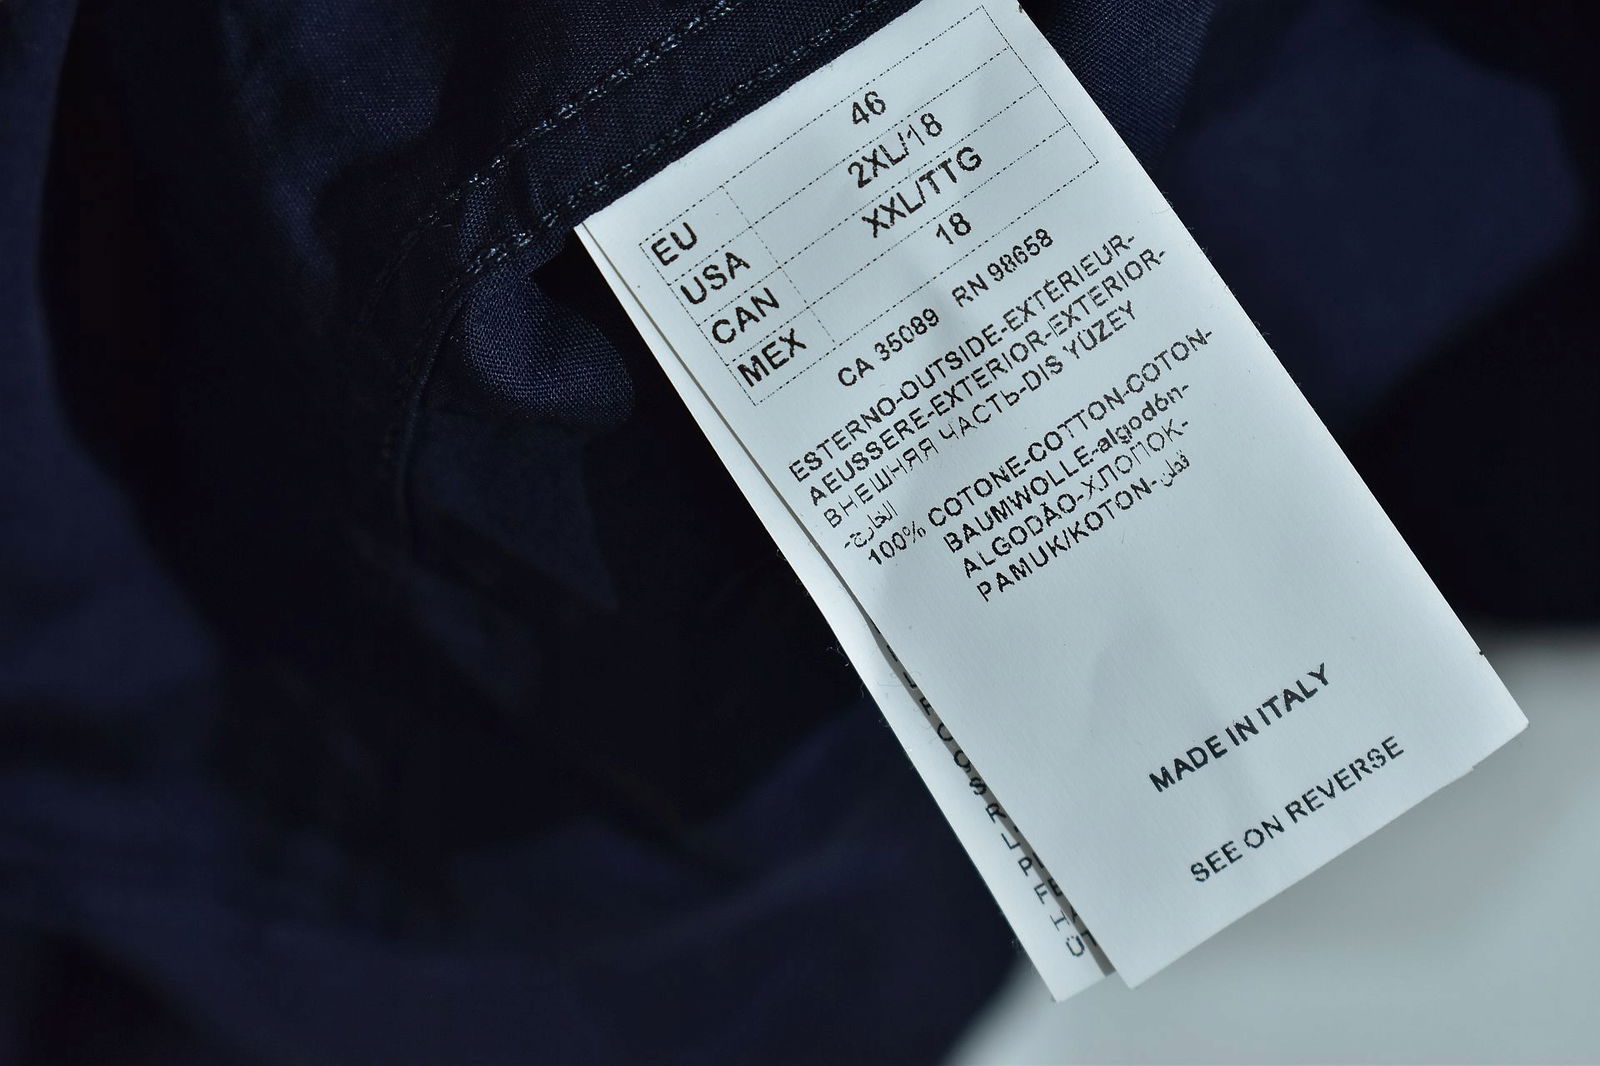 EU 46
USA 2XL/18
CAN XXL/TTG
MEX 18
CA 35089 RN 98658
ESTERNO-OUTSIDE-EXTÉRIEUR-
AEUSSERE-EXTERIOR-EXTERIOR-
ВНЕШНЯЯ ЧАСТЬ-DIS YÜZEY
-الخارج
100% COTONE-COTTON-COTON-
BAUMWOLLE-algodón-
ALGODÃO-ХЛОПОК-
PAMUK/KOTON-قطن
MADE IN ITALY
SEE ON REVERSE